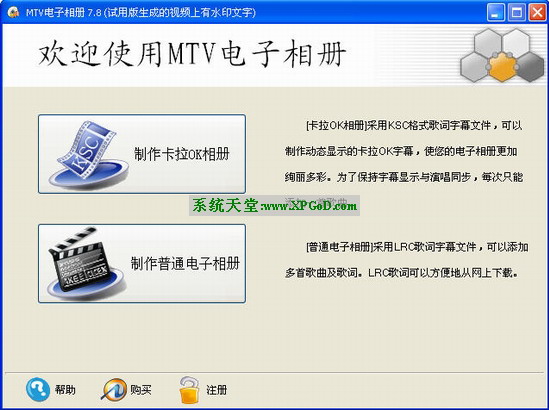 MTV电子相册 7.8 (试用版生成的视频上有水印文字)
欢迎使用MTV电子相册
KSC
制作卡拉OK相册
[卡拉OK相册]采用KSC格式歌词字幕文件，可以
制作动态显示的卡拉OK字幕，使您的电子相册更加
绚丽多彩。为了保持字幕显示与演唱同步，每次只能
系统天堂:www.XPGoD.com
制作普通电子相册
[普通电子相册]采用LRC歌词字幕文件，可以添加
多首歌曲及歌词。LRC歌词可以方便地从网上下载。
帮助
购买
注册